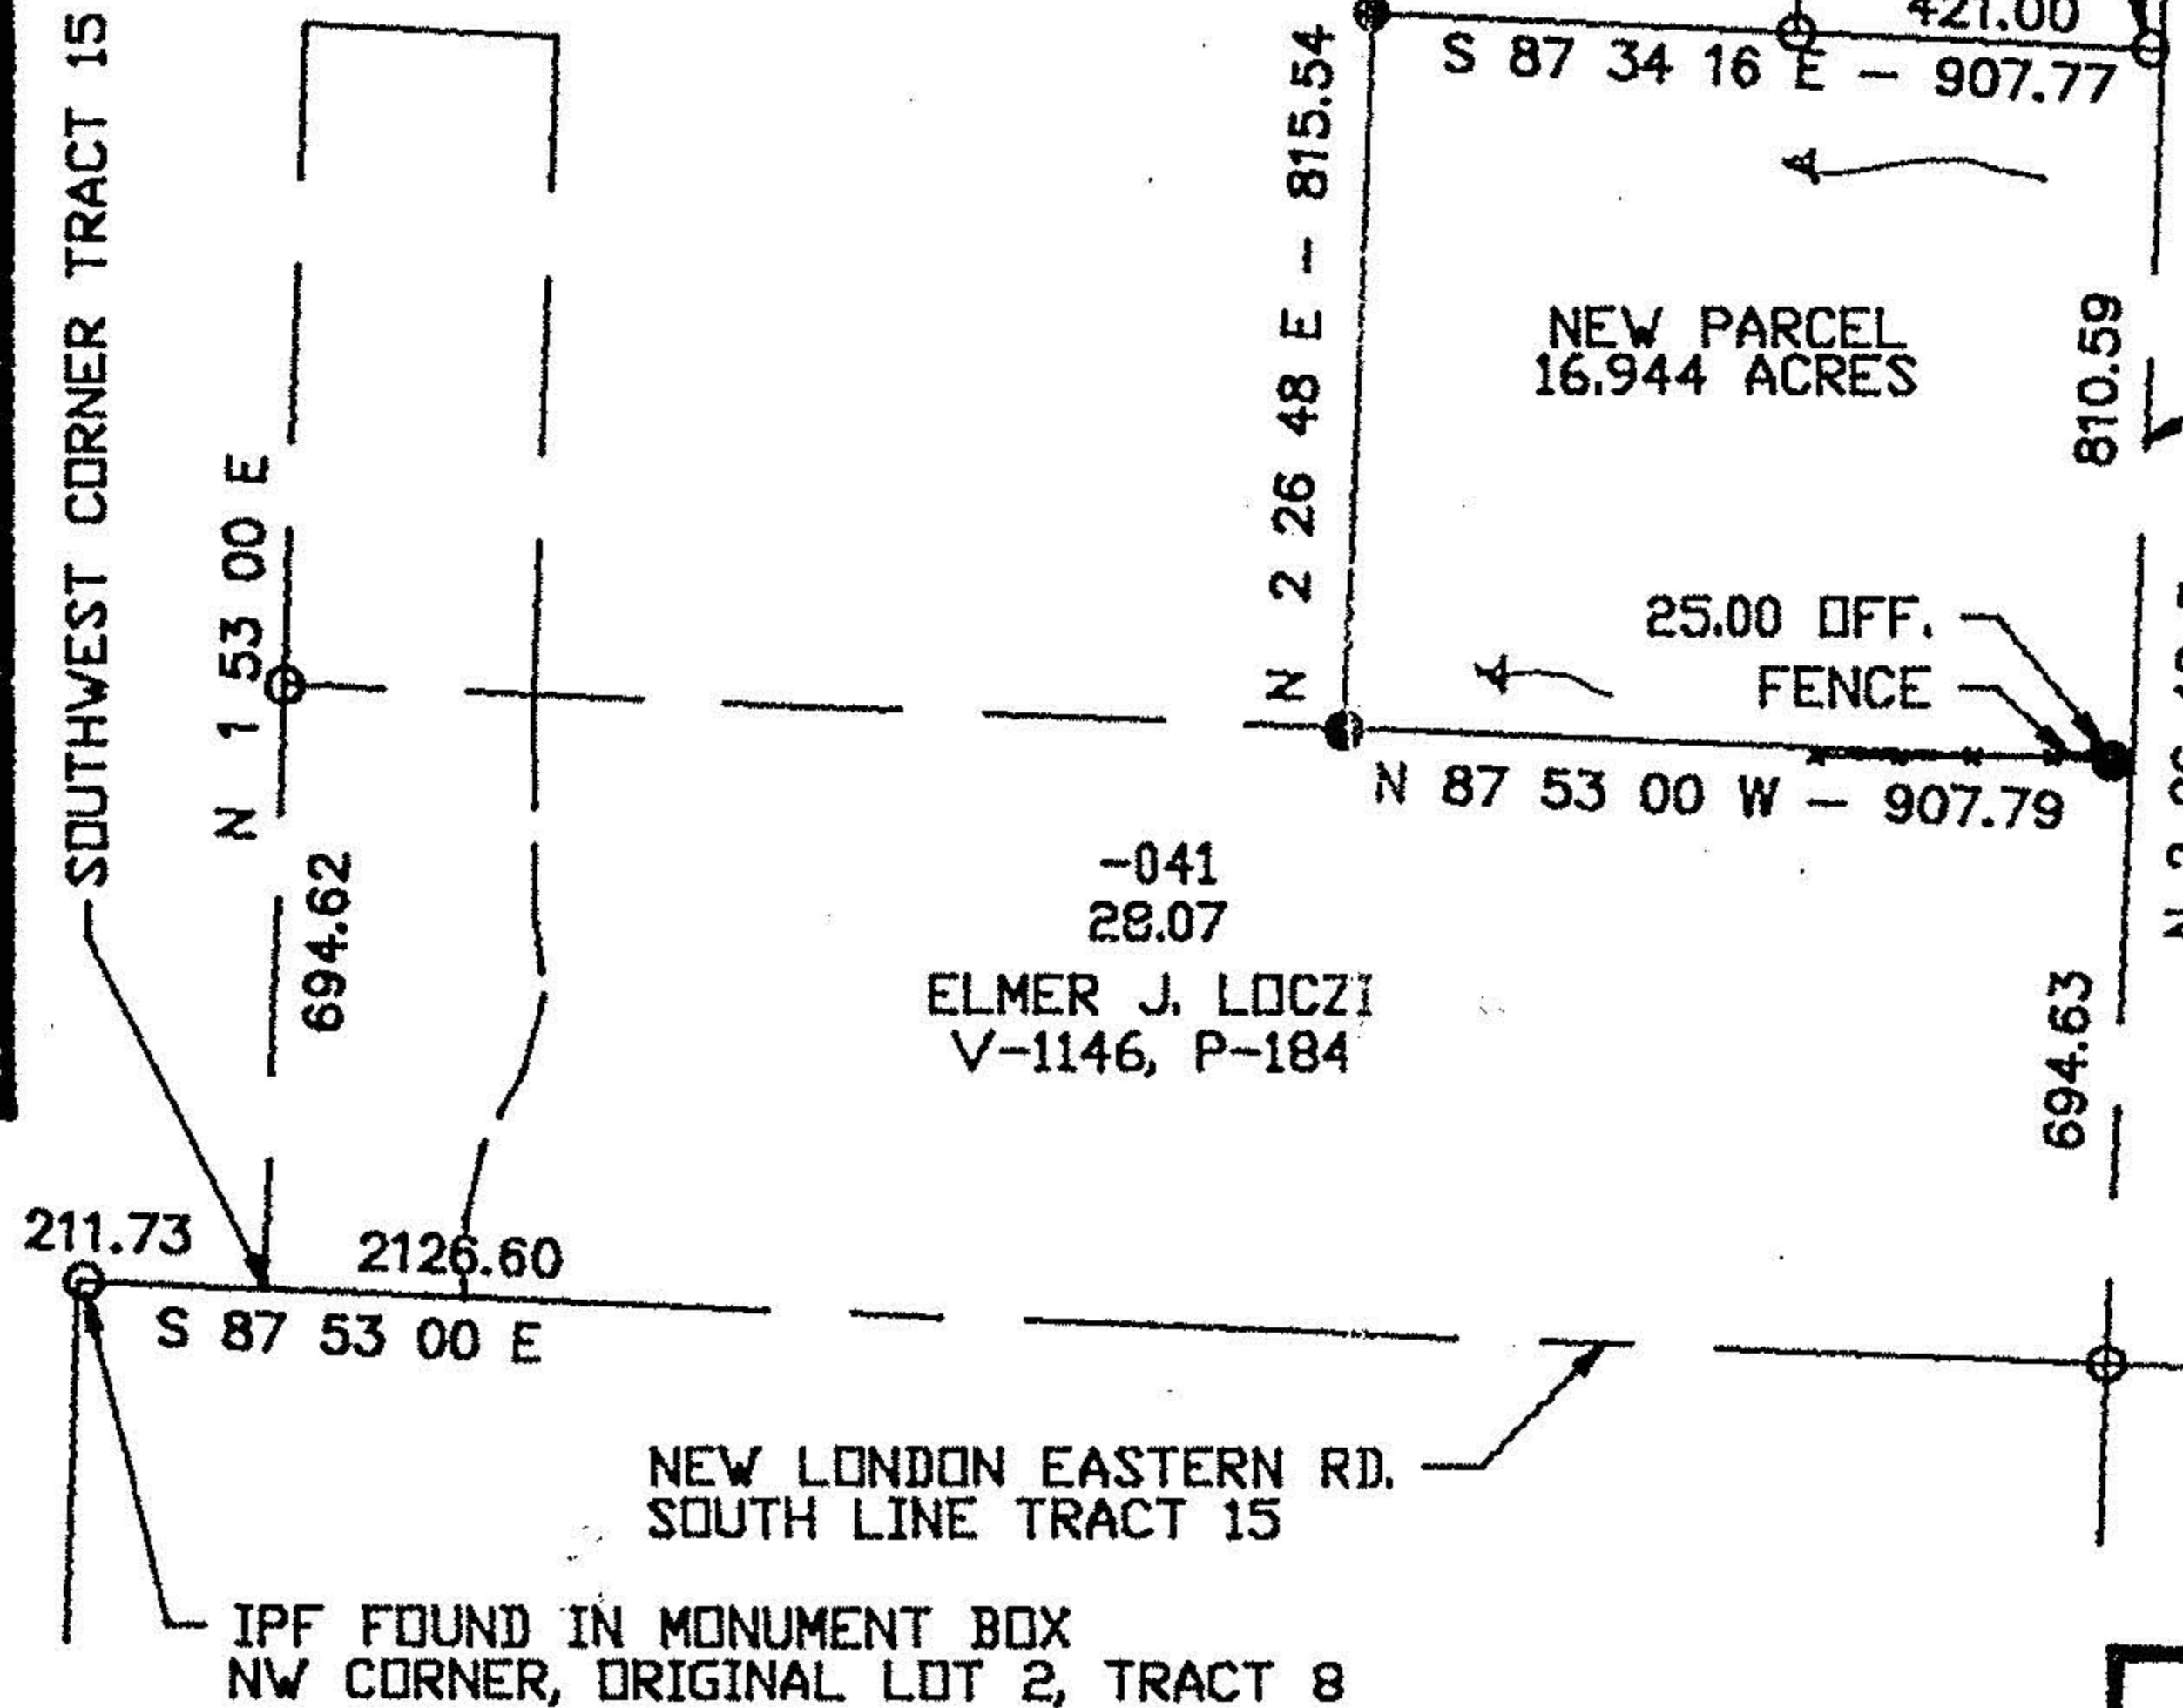 SOUTHWEST CORNER TRACT 15
421.00
S 87 34 16 E - 907.77
N 2 26 48 E - 815.54
NEW PARCEL
16.944 ACRES
810.59
N 1 53 00 E
25.00 OFF.
FENCE
N 87 53 00 W - 907.79
694.62
-041
28.07
ELMER J. LOCZI
V-1146, P-184
694.63
211.73
2126.60
S 87 53 00 E
NEW LONDON EASTERN RD.
SOUTH LINE TRACT 15
IPF FOUND IN MONUMENT BOX
NW CORNER, ORIGINAL LOT 2, TRACT 8